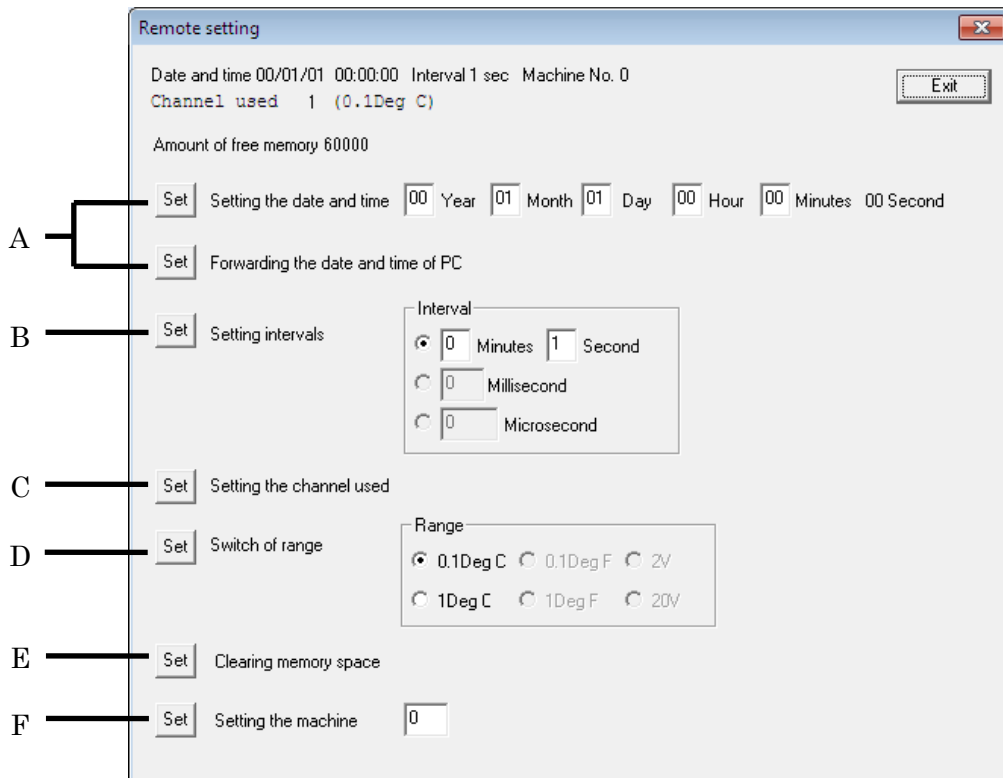 Remote setting
Date and time 00/01/01 00:00:00 Interval 1 sec Machine No. 0
Exit
Channel used 1 (0.1Deg C)
Amount of free memory 60000
A
Set Setting the date and time 00 Year 01 Month 01 Day 00 Hour 00 Minutes 00 Second
Set Forwarding the date and time of PC
B
Set Setting intervals
Interval
0 Minutes 1 Second
0 Millisecond
0 Microsecond
C
Set Setting the channel used
D
Set Switch of range
Range
0.1Deg C 0.1Deg F 2V
1Deg C 1Deg F 20V
E
Set Clearing memory space
F
Set Setting the machine 0